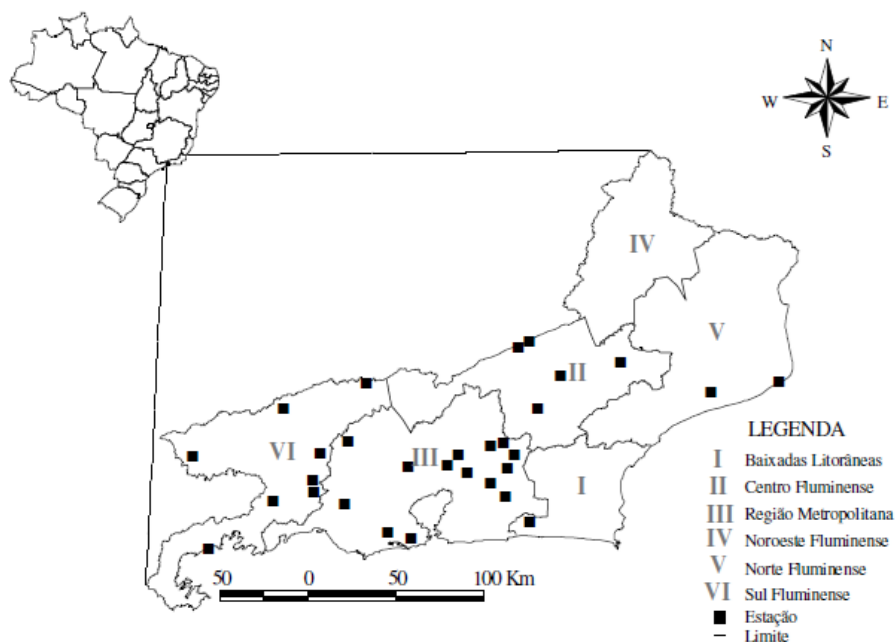 N
W E
S
IV
V
II
VI III
I
50 0 50 100 Km
LEGENDA
I Baixadas Litorâneas
II Centro Fluminense
III Região Metropolitana
IV Noroeste Fluminense
V Norte Fluminense
VI Sul Fluminense
Estação
Limite